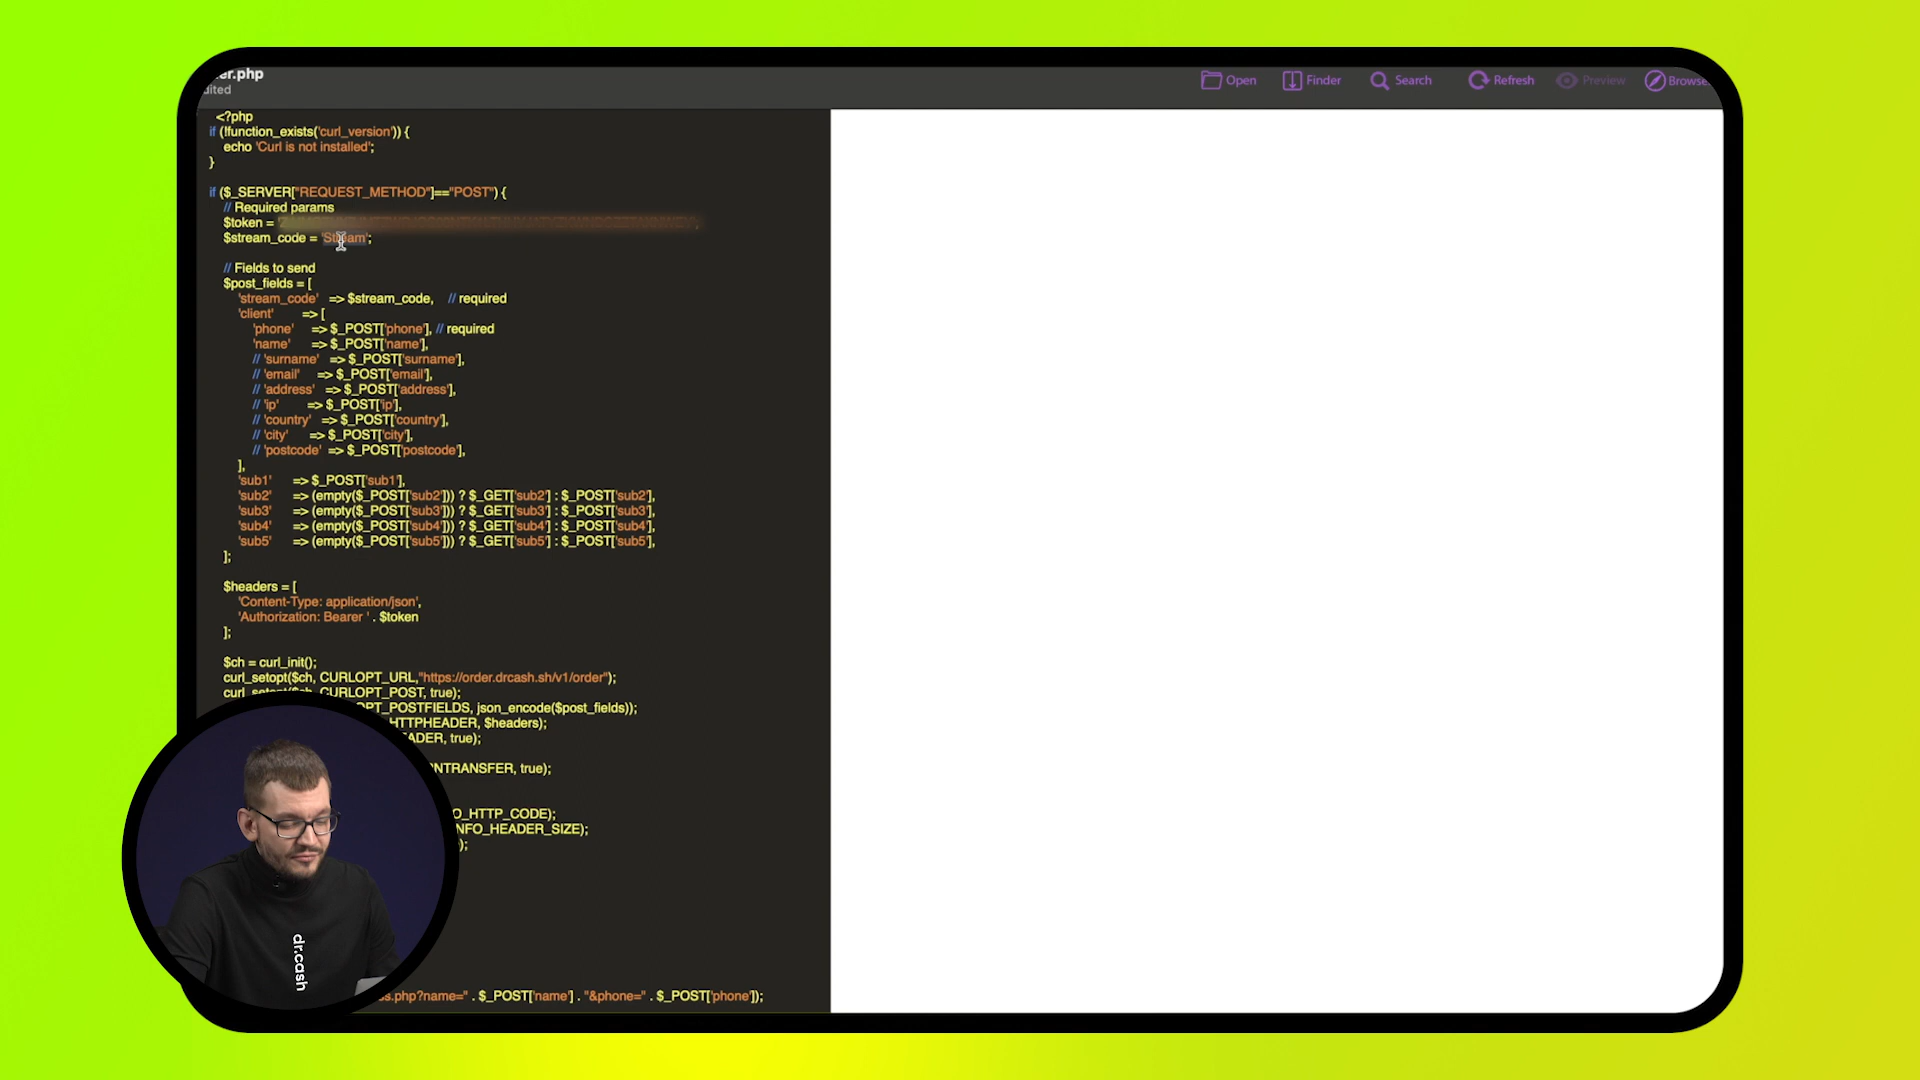 er.php
dited
Open
Finder
Search
Refresh
Preview
Browse
<?php
if (!function_exists('curl_version')) {
echo 'Curl is not installed';
}
if ($_SERVER["REQUEST_METHOD"]=="POST") {
// Required params
$token =
$stream_code = 'Stream';
// Fields to send
$post_fields = [
'stream_code' => $stream_code, // required
'client' => [
'phone' => $_POST['phone'], // required
'name' => $_POST['name'],
// 'surname' => $_POST['surname'],
// 'email' => $_POST['email'],
// 'address' => $_POST['address'],
// 'ip' => $_POST['ip'],
// 'country' => $_POST['country'],
// 'city' => $_POST['city'],
// 'postcode' => $_POST['postcode'],
],
'sub1' => $_POST['sub1'],
'sub2' => (empty($_POST['sub2'])) ? $_GET['sub2'] : $_POST['sub2'],
'sub3' => (empty($_POST['sub3'])) ? $_GET['sub3'] : $_POST['sub3'],
'sub4' => (empty($_POST['sub4'])) ? $_GET['sub4'] : $_POST['sub4'],
'sub5' => (empty($_POST['sub5'])) ? $_GET['sub5'] : $_POST['sub5'],
];
$headers = [
'Content-Type: application/json',
'Authorization: Bearer ' . $token
];
$ch = curl_init();
curl_setopt($ch, CURLOPT_URL,"https://order.drcash.sh/v1/order");
curl_setopt($ch, CURLOPT_POST, true);
OPT_POSTFIELDS, json_encode($post_fields));
HTTPHEADER, $headers);
ADER, true);
NTRANSFER, true);
O_HTTP_CODE);
NFO_HEADER_SIZE);
);
s.php?name=" . $_POST['name'] . "&phone=" . $_POST['phone']);
dr.cash